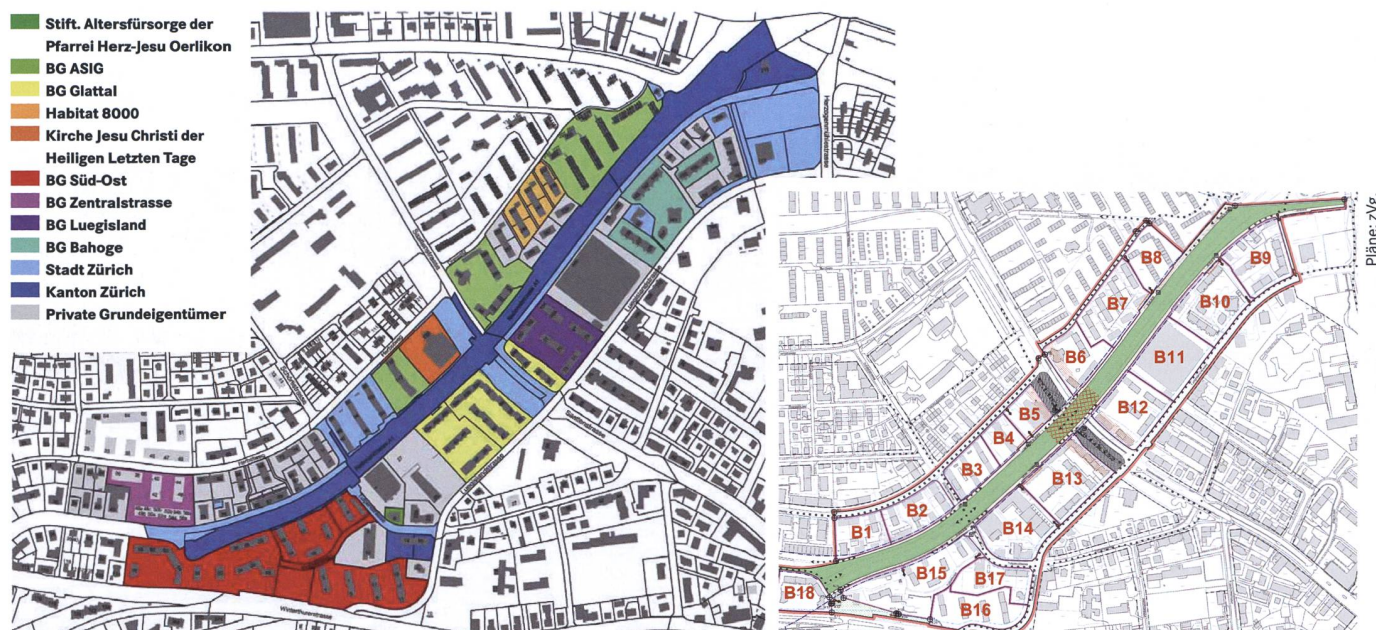 Stift. Altersfürsorge der
Pfarrei Herz-Jesu Oerlikon
BG ASIG
BG Glattal
Habitat 8000
Kirche Jesu Christi der
Heiligen Letzten Tage
BG Süd-Ost
BG Zentralstrasse
BG Luegisland
BG Bahoge
Stadt Zürich
Kanton Zürich
Private Grundeigentümer
Winterthurerstrasse
Pläne: zVg
B8
B9
B7
B10
B6
B11
B5
B12
B4
B3
B13
B2
B1
B14
B15
B17
B18
B16